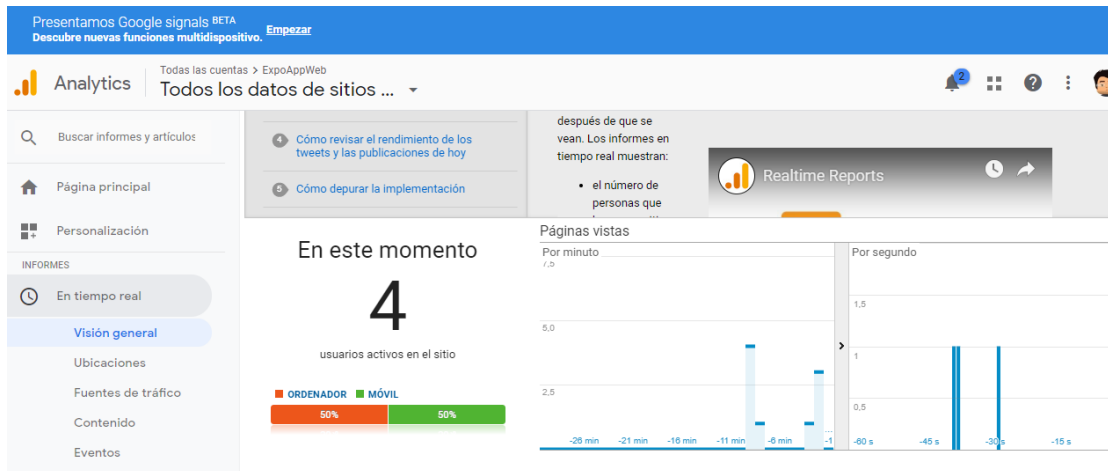 Presentamos Google signals BETA
Descubre nuevas funciones multidispositivo. Empezar
Analytics
Todas las cuentas > ExpoAppWeb
Todos los datos de sitios ...
2
Buscar informes y artículos
Página principal
Personalización
INFORMES
En tiempo real
Visión general
Ubicaciones
Fuentes de tráfico
Contenido
Eventos
4 Cómo revisar el rendimiento de los
tweets y las publicaciones de hoy
5 Cómo depurar la implementación
después de que se
vean. Los informes en
tiempo real muestran:
• el número de
personas que
Realtime Reports
En este momento
4
usuarios activos en el sitio
ORDENADOR MÓVIL
50% 50%
Páginas vistas
Por minuto
7,5
5,0
2,5
-26 min -21 min -16 min -11 min -6 min -1
Por segundo
1,5
1
0,5
-60 s -45 s -30 s -15 s